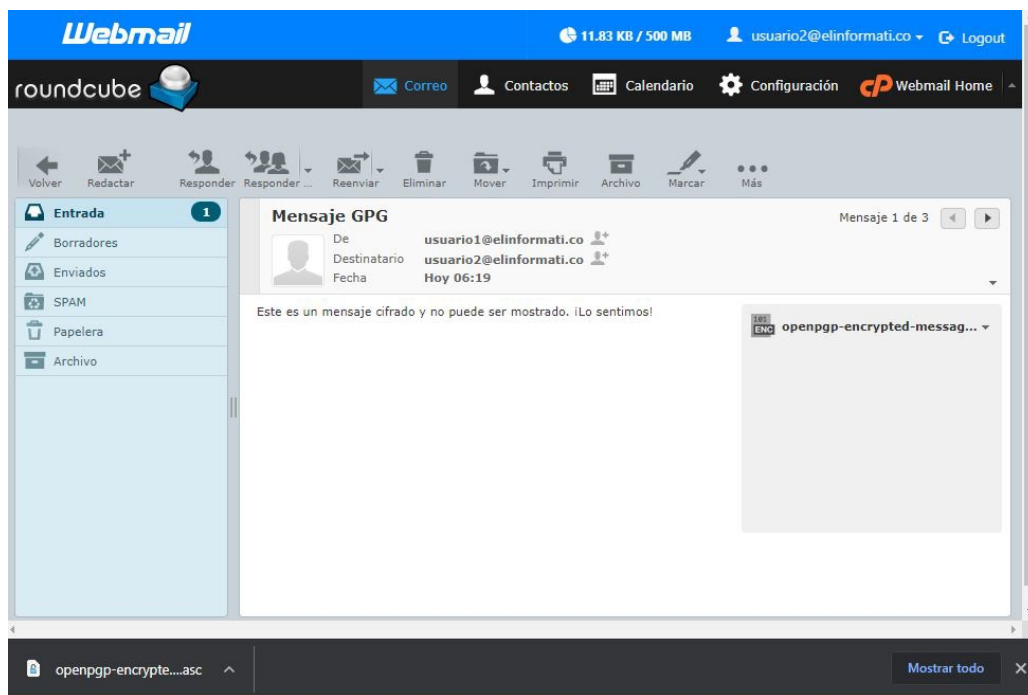 Webmail
11.83 KB / 500 MB
usuario2@elinformati.co
Logout
roundcube
Correo
Contactos
Calendario
Configuración
cP Webmail Home
Volver
Redactar
Responder
Responder ...
Reenviar
Eliminar
Mover
Imprimir
Archivo
Marcar
Más
Entrada 1
Borradores
Enviados
SPAM
Papelera
Archivo
Mensaje GPG
Mensaje 1 de 3
De usuario1@elinformati.co
Destinatario usuario2@elinformati.co
Fecha Hoy 06:19
Este es un mensaje cifrado y no puede ser mostrado. ¡Lo sentimos!
101
ENC
openpgp-encrypted-messag...
openpgp-encrypte....asc
Mostrar todo